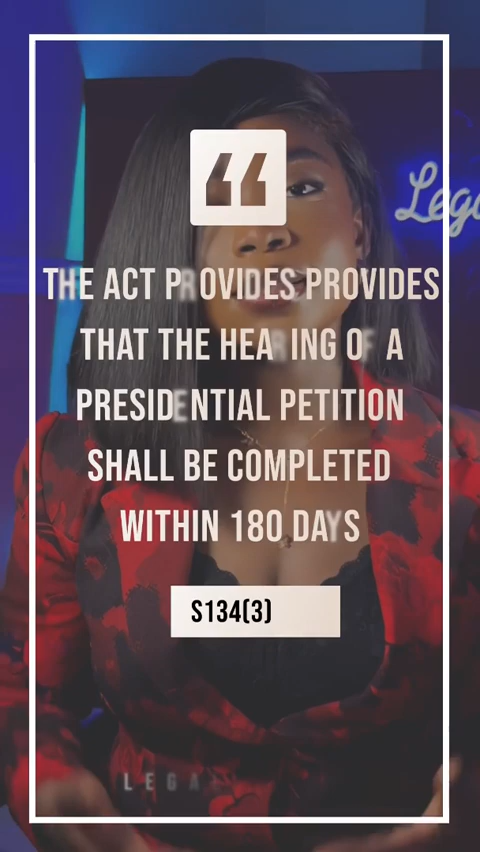 “
THE ACT PROVIDES PROVIDES
THAT THE HEARING OF A
PRESIDENTIAL PETITION
SHALL BE COMPLETED
WITHIN 180 DAYS
S134(3)